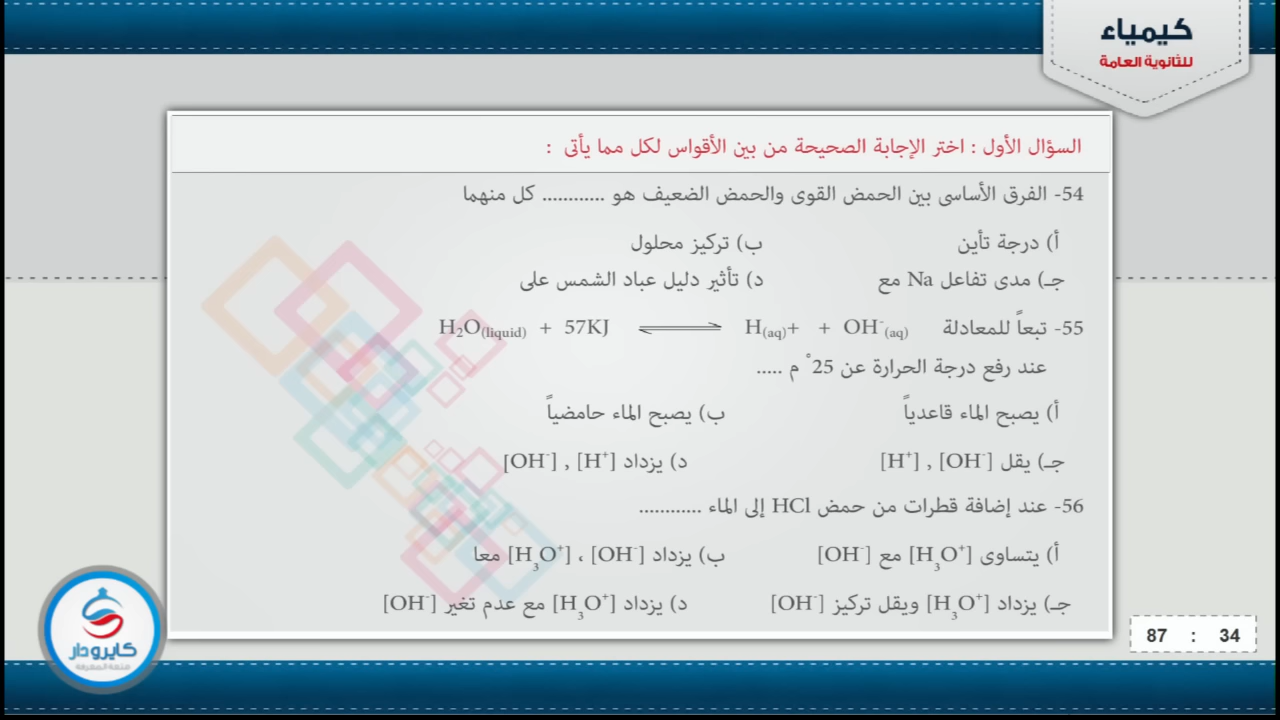 كيمياء
للثانوية العامة
السؤال الأول : اختر الإجابة الصحيحة من بين الأقواس لكل مما يأتى :
54- الفرق الأساسى بين الحمض القوى والحمض الضعيف هو ............ كل منهما
أ) درجة تأين ب) تركيز محلول
جـ) مدى تفاعل Na مع د) تأثير دليل عباد الشمس على
55- تبعاً للمعادلة H₂O(liquid) + 57KJ ⇌ H(aq)+ + OH⁻(aq)
عند رفع درجة الحرارة عن 25° م .....
أ) يصبح الماء قاعدياً ب) يصبح الماء حامضياً
جـ) يقل [OH⁻] , [H⁺] د) يزداد [H⁺] , [OH⁻]
56- عند إضافة قطرات من حمض HCl إلى الماء ............
أ) يتساوى [H₃O⁺] مع [OH⁻] ب) يزداد [OH⁻] ، [H₃O⁺] معا
جـ) يزداد [H₃O⁺] ويقل تركيز [OH⁻] د) يزداد [H₃O⁺] مع عدم تغير [OH⁻]
87 : 34
كايرودار
متعة المعرفة